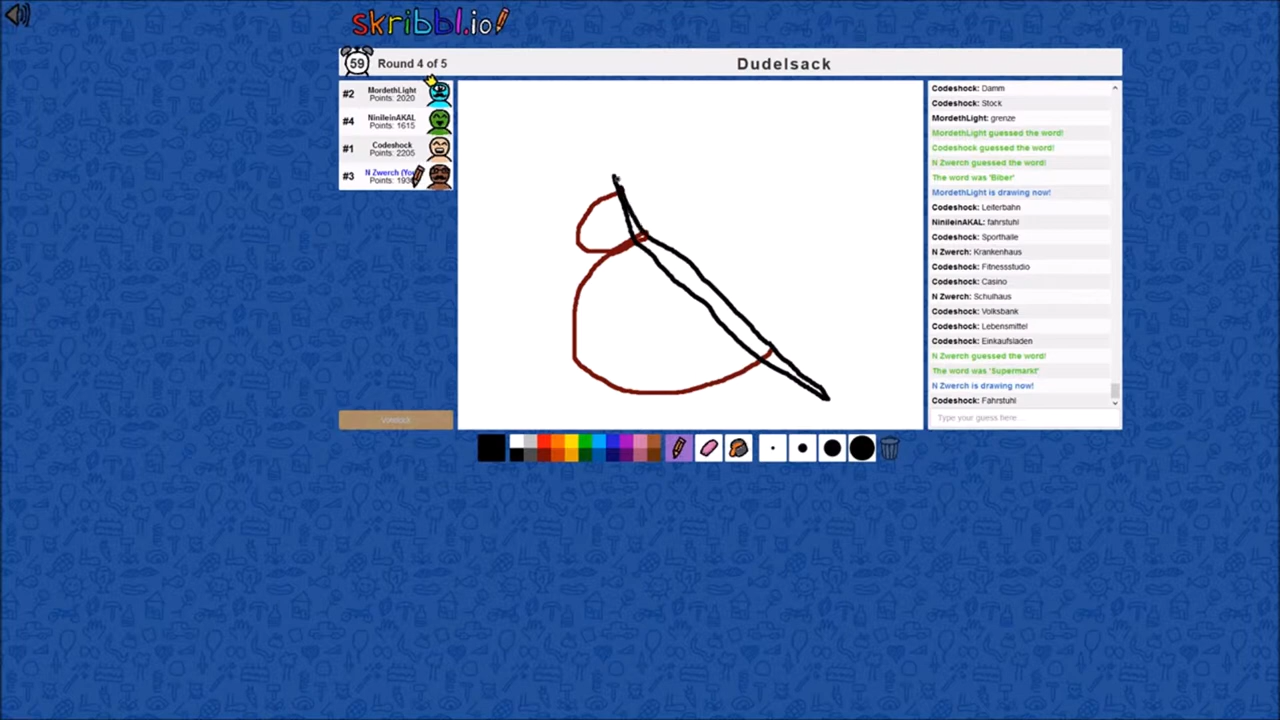 skribbl.io
59
Round 4 of 5
Dudelsack
#2
MordethLight
Points: 2020
#4
NinileinAKAL
Points: 1615
#1
Codeshock
Points: 2205
#3
N Zwerch (You
Points: 193
Votekick
Codeshock: Damm
Codeshock: Stock
MordethLight: grenze
MordethLight guessed the word!
Codeshock guessed the word!
N Zwerch guessed the word!
The word was 'Biber'
MordethLight is drawing now!
Codeshock: Leiterbahn
NinileinAKAL: fahrstuhl
Codeshock: Sporthalle
N Zwerch: Krankenhaus
Codeshock: Fitnessstudio
Codeshock: Casino
N Zwerch: Schulhaus
Codeshock: Volksbank
Codeshock: Lebensmittel
Codeshock: Einkaufsladen
N Zwerch guessed the word!
The word was 'Supermarkt'
N Zwerch is drawing now!
Codeshock: Fahrstuhl
Type your guess here...